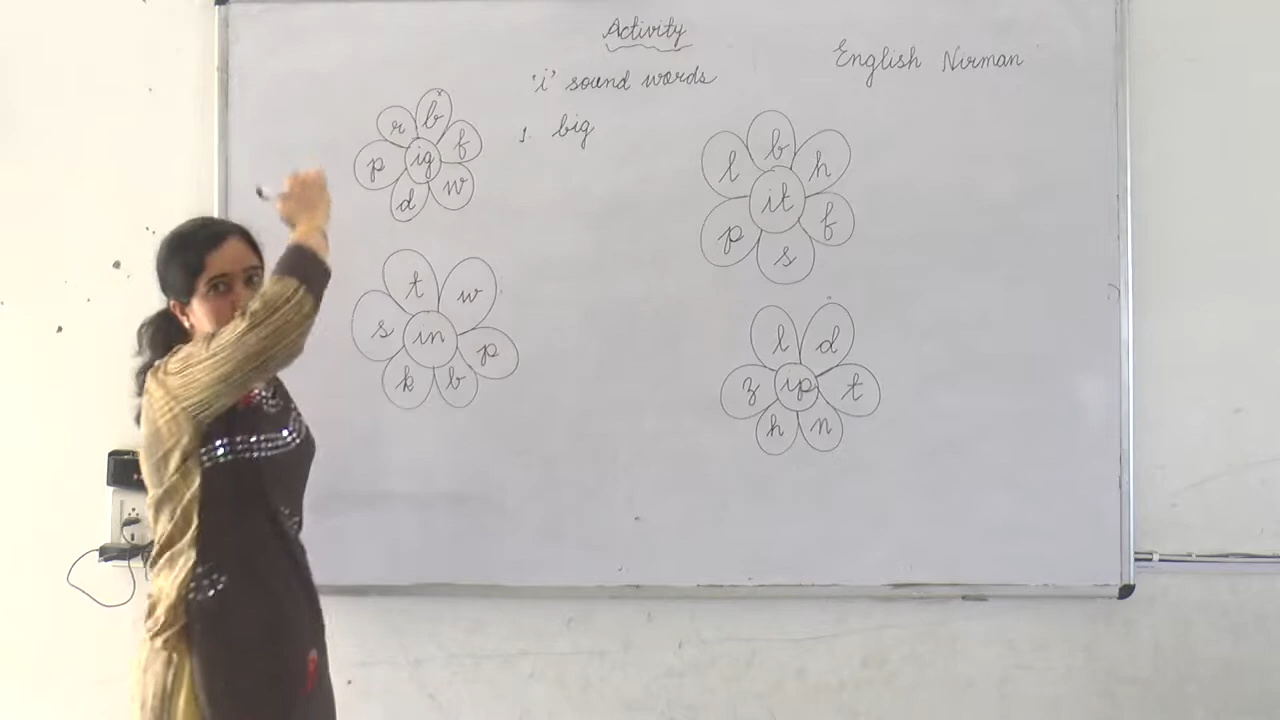 Activity
English Nirman
'i' sound words
1. big
r b f
p ig w
d
l b h
it
p s f
t w
s in p
k b
l d
z ip t
h n